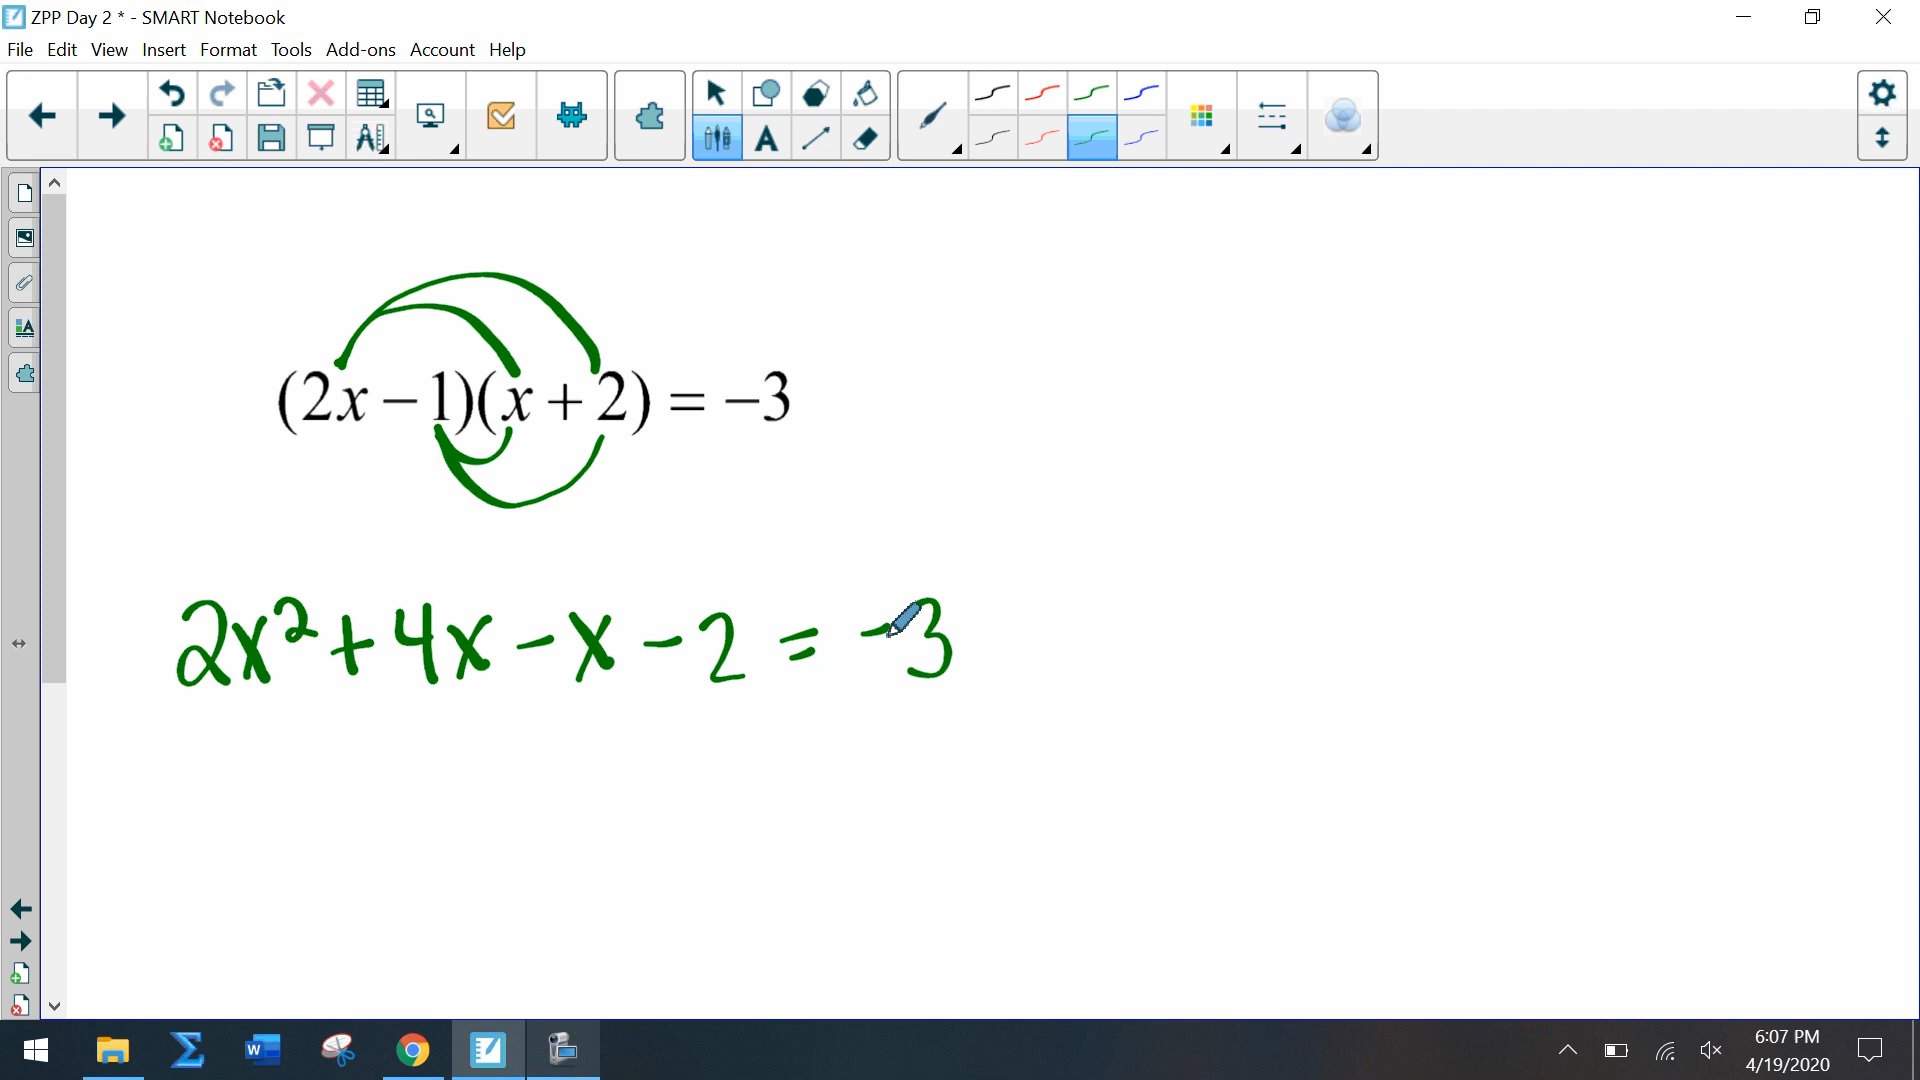 ZPP Day 2 * - SMART Notebook
File Edit View Insert Format Tools Add-ons Account Help
(2x − 1)(x + 2) = −3
2x² + 4x - x - 2 = -3
6:07 PM
4/19/2020